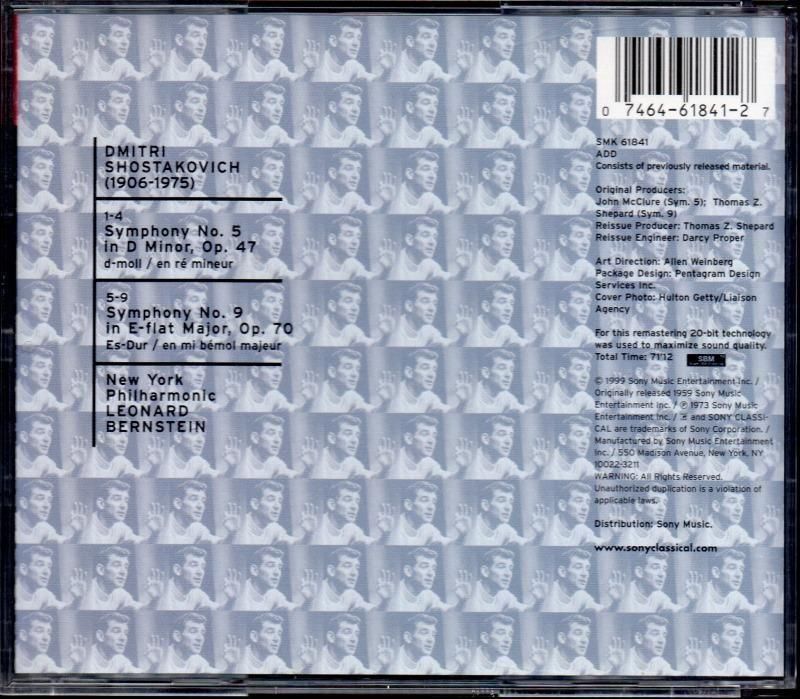 DMITRI
SHOSTAKOVICH
(1906-1975)
1-4
Symphony No. 5
in D Minor, Op. 47
d-moll / en ré mineur
5-9
Symphony No. 9
in E-flat Major, Op. 70
Es-Dur / en mi bémol majeur
New York
Philharmonic
LEONARD
BERNSTEIN
0 7464-61841-2 7
SMK 61841
ADD
Consists of previously released material.
Original Producers:
John McClure (Sym. 5); Thomas Z.
Shepard (Sym. 9)
Reissue Producer: Thomas Z. Shepard
Reissue Engineer: Darcy Proper
Art Direction: Allen Weinberg
Package Design: Pentagram Design
Services Inc.
Cover Photo: Hulton Getty/Liaison
Agency
For this remastering 20-bit technology
was used to maximize sound quality.
Total Time: 71'12
SBM
© 1999 Sony Music Entertainment Inc. /
Originally released 1959 Sony Music
Entertainment Inc. / ℗ 1973 Sony Music
Entertainment Inc. / and SONY CLASSI-
CAL are trademarks of Sony Corporation. /
Manufactured by Sony Music Entertainment
Inc. / 550 Madison Avenue, New York, NY
10022-3211
WARNING: All Rights Reserved.
Unauthorized duplication is a violation of
applicable laws.
Distribution: Sony Music.
www.sonyclassical.com